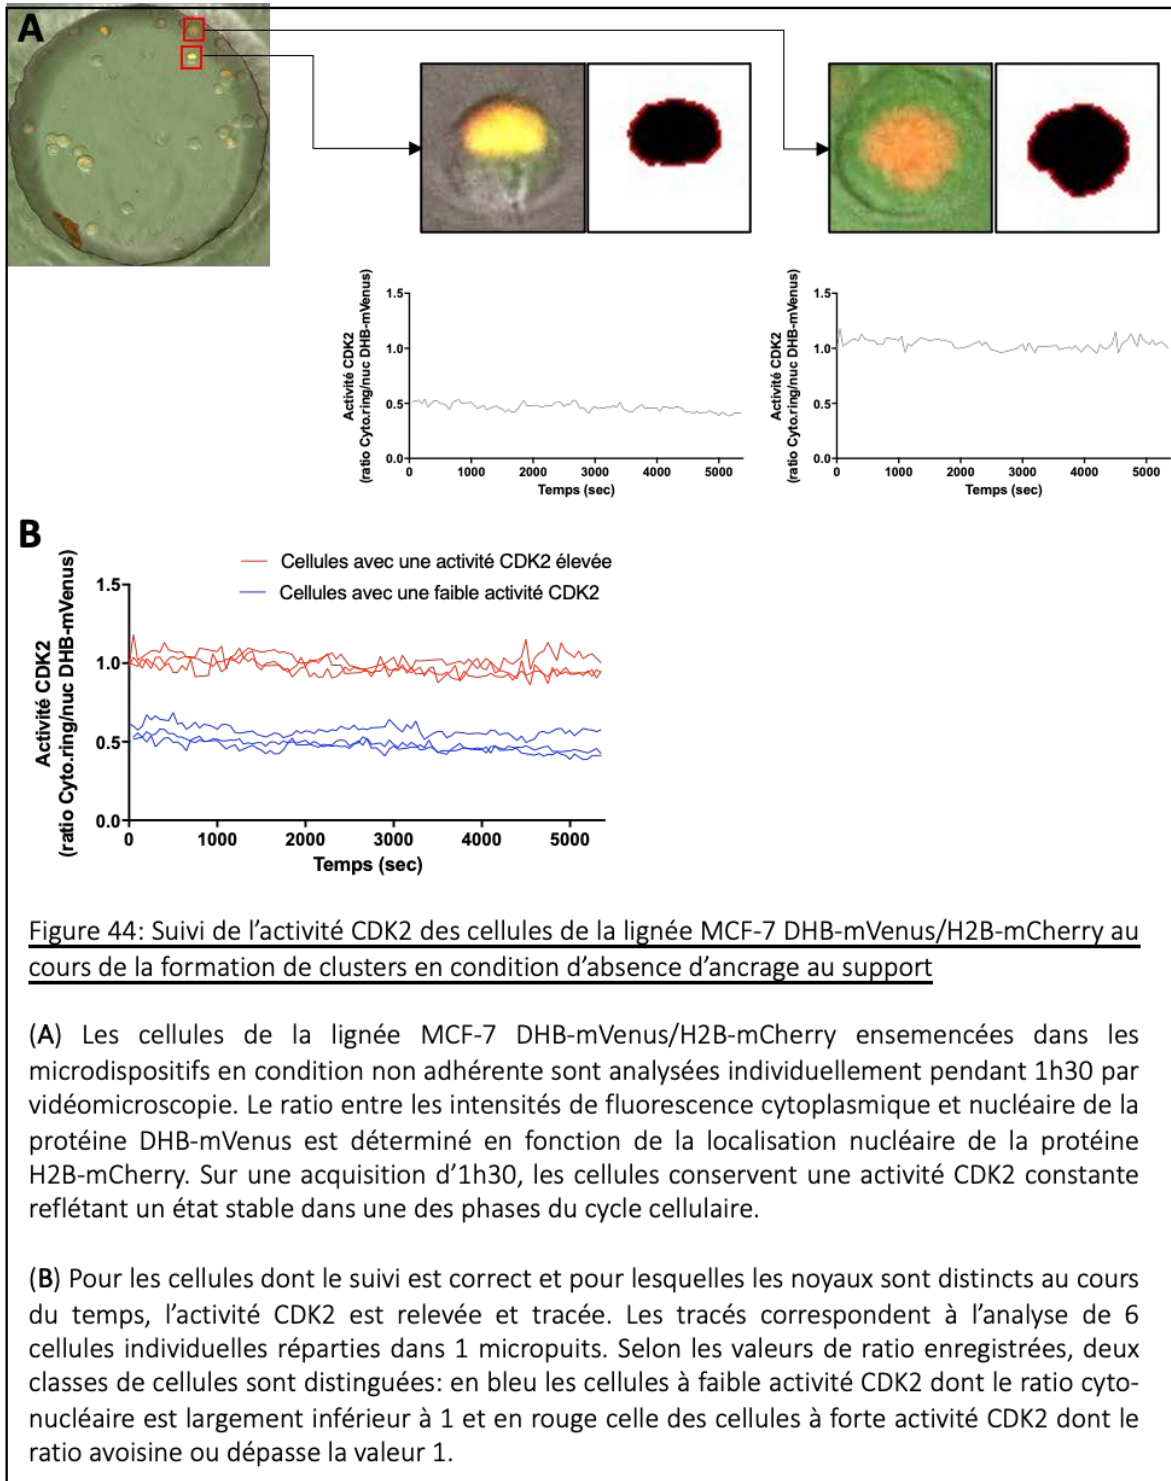 A
Activité CDK2
(ratio Cyto.ring/nuc DHB-mVenus)
1.5
1.0
0.5
0.0
0 1000 2000 3000 4000 5000
Temps (sec)
Activité CDK2
(ratio Cyto.ring/nuc DHB-mVenus)
1.5
1.0
0.5
0.0
0 1000 2000 3000 4000 5000
Temps (sec)
B
Cellules avec une activité CDK2 élevée
Cellules avec une faible activité CDK2
Activité CDK2
(ratio Cyto.ring/nuc DHB-mVenus)
1.5
1.0
0.5
0.0
0 1000 2000 3000 4000 5000
Temps (sec)
Figure 44: Suivi de l’activité CDK2 des cellules de la lignée MCF-7 DHB-mVenus/H2B-mCherry au
cours de la formation de clusters en condition d’absence d’ancrage au support
(A) Les cellules de la lignée MCF-7 DHB-mVenus/H2B-mCherry ensemencées dans les
microdispositifs en condition non adhérente sont analysées individuellement pendant 1h30 par
vidéomicroscopie. Le ratio entre les intensités de fluorescence cytoplasmique et nucléaire de la
protéine DHB-mVenus est déterminé en fonction de la localisation nucléaire de la protéine
H2B-mCherry. Sur une acquisition d’1h30, les cellules conservent une activité CDK2 constante
reflétant un état stable dans une des phases du cycle cellulaire.
(B) Pour les cellules dont le suivi est correct et pour lesquelles les noyaux sont distincts au cours
du temps, l’activité CDK2 est relevée et tracée. Les tracés correspondent à l’analyse de 6
cellules individuelles réparties dans 1 micropuits. Selon les valeurs de ratio enregistrées, deux
classes de cellules sont distinguées: en bleu les cellules à faible activité CDK2 dont le ratio cyto-
nucléaire est largement inférieur à 1 et en rouge celle des cellules à forte activité CDK2 dont le
ratio avoisine ou dépasse la valeur 1.